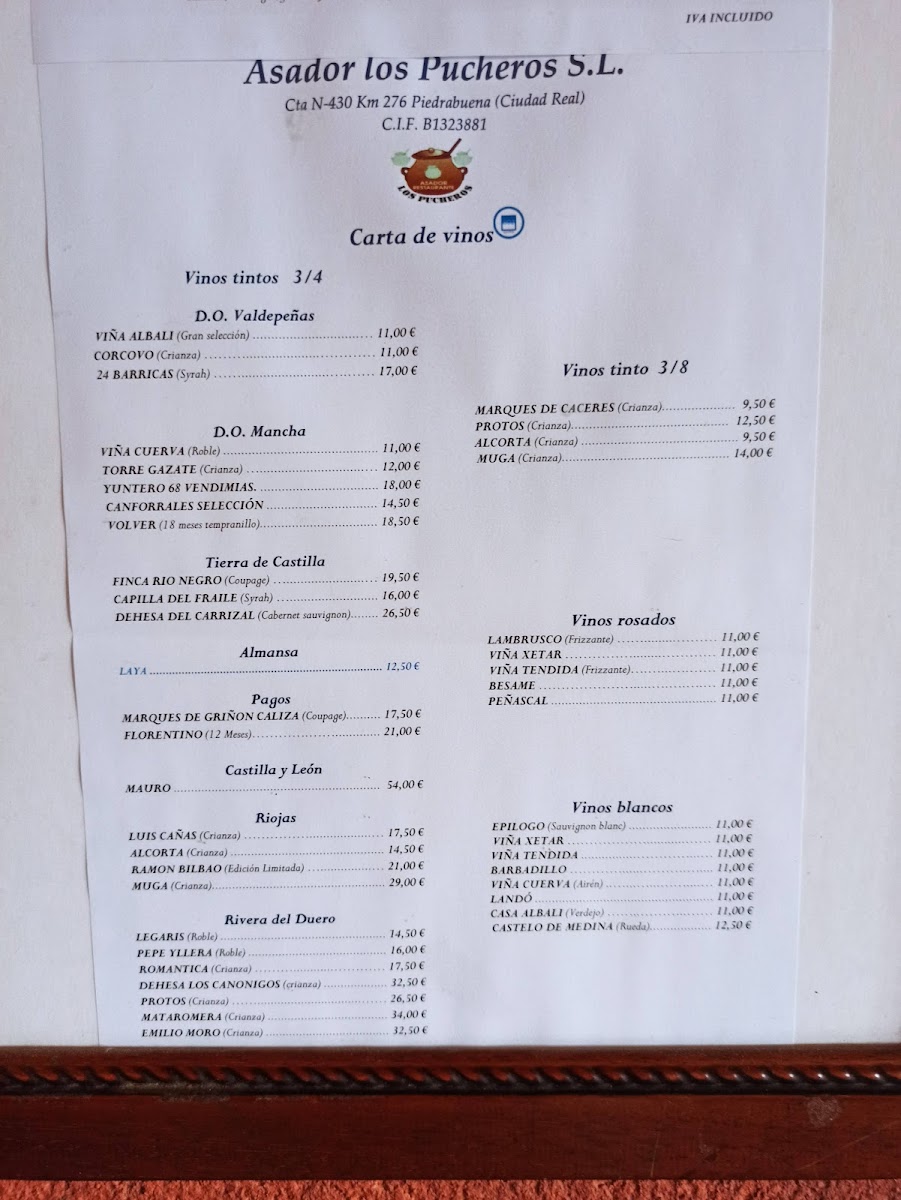 IVA INCLUIDO
Asador los Pucheros S.L.
Cta N-430 Km 276 Piedrabuena (Ciudad Real)
C.I.F. B1323881
ASADOR
RESTAURANTE
LOS PUCHEROS
Carta de vinos
Vinos tintos 3/4
D.O. Valdepeñas
VIÑA ALBALI (Gran selección) 11,00 €
CORCOVO (Crianza) 11,00 €
24 BARRICAS (Syrah) 17,00 €
D.O. Mancha
VIÑA CUERVA (Roble) 11,00 €
TORRE GAZATE (Crianza) 12,00 €
YUNTERO 68 VENDIMIAS. 18,00 €
CANFORRALES SELECCIÓN 14,50 €
VOLVER (18 meses tempranillo) 18,50 €
Tierra de Castilla
FINCA RIO NEGRO (Coupage) 19,50 €
CAPILLA DEL FRAILE (Syrah) 16,00 €
DEHESA DEL CARRIZAL (Cabernet sauvignon) 26,50 €
Almansa
LAYA 12,50 €
Pagos
MARQUES DE GRIÑON CALIZA (Coupage) 17,50 €
FLORENTINO (12 Meses) 21,00 €
Castilla y León
MAURO 54,00 €
Riojas
LUIS CAÑAS (Crianza) 17,50 €
ALCORTA (Crianza) 14,50 €
RAMON BILBAO (Edición Limitada) 21,00 €
MUGA (Crianza) 29,00 €
Rivera del Duero
LEGARIS (Roble) 14,50 €
PEPE YLLERA (Roble) 16,00 €
ROMANTICA (Crianza) 17,50 €
DEHESA LOS CANONIGOS (crianza) 32,50 €
PROTOS (Crianza) 26,50 €
MATAROMERA (Crianza) 34,00 €
EMILIO MORO (Crianza) 32,50 €
Vinos tinto 3/8
MARQUES DE CACERES (Crianza) 9,50 €
PROTOS (Crianza) 12,50 €
ALCORTA (Crianza) 9,50 €
MUGA (Crianza) 14,00 €
Vinos rosados
LAMBRUSCO (Frizzante) 11,00 €
VIÑA XETAR 11,00 €
VIÑA TENDIDA (Frizzante) 11,00 €
BESAME 11,00 €
PEÑASCAL 11,00 €
Vinos blancos
EPILOGO (Sauvignon blanc) 11,00 €
VIÑA XETAR 11,00 €
VIÑA TENDIDA 11,00 €
BARBADILLO 11,00 €
VIÑA CUERVA (Airén) 11,00 €
LANDÓ 11,00 €
CASA ALBALI (Verdejo) 11,00 €
CASTELO DE MEDINA (Rueda) 12,50 €